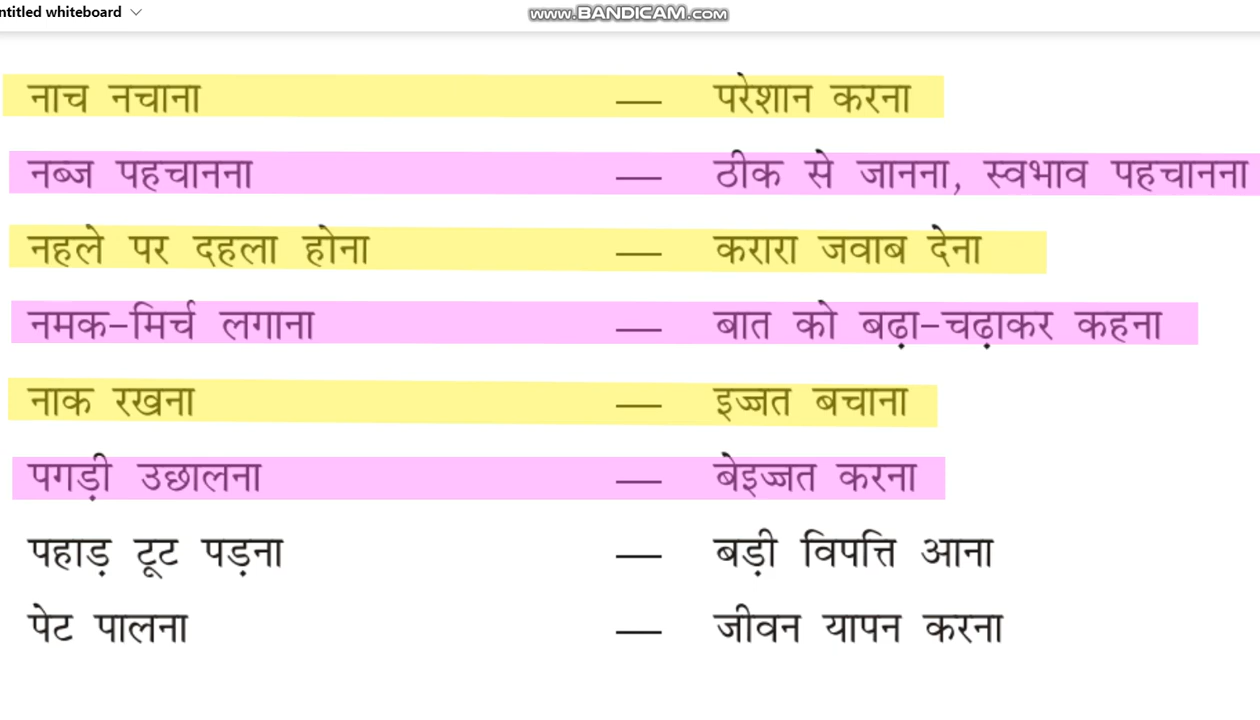 ntitled whiteboard
www.BANDICAM.com
नाच नचाना — परेशान करना
नब्ज पहचानना — ठीक से जानना, स्वभाव पहचानना
नहले पर दहला होना — करारा जवाब देना
नमक-मिर्च लगाना — बात को बढ़ा-चढ़ाकर कहना
नाक रखना — इज्जत बचाना
पगड़ी उछालना — बेइज्जत करना
पहाड़ टूट पड़ना — बड़ी विपत्ति आना
पेट पालना — जीवन यापन करना